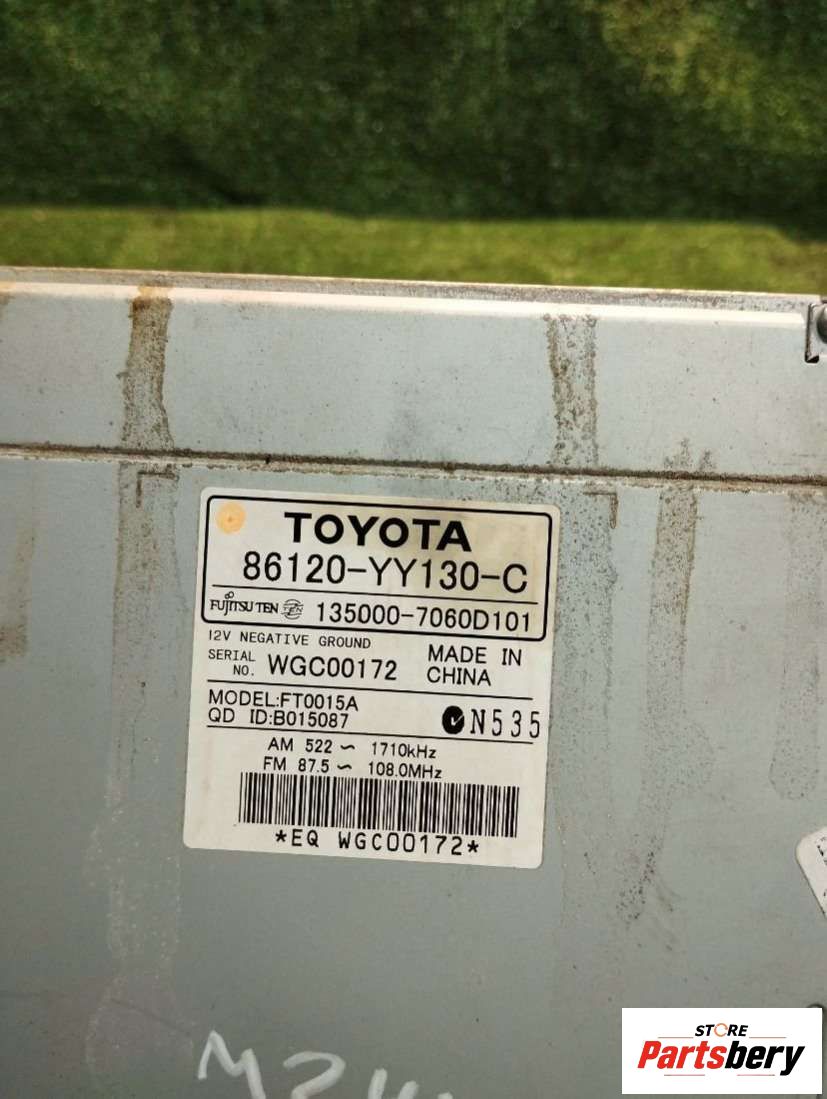 TOYOTA
86120-YY130-C
FUJITSU TEN TEN 135000-7060D101
12V NEGATIVE GROUND
SERIAL NO. WGC00172
MADE IN CHINA
MODEL:FT0015A
QD ID:B015087
N535
AM 522 ~ 1710kHz
FM 87.5 ~ 108.0MHz
*EQ WGC00172*
STORE
Partsbery